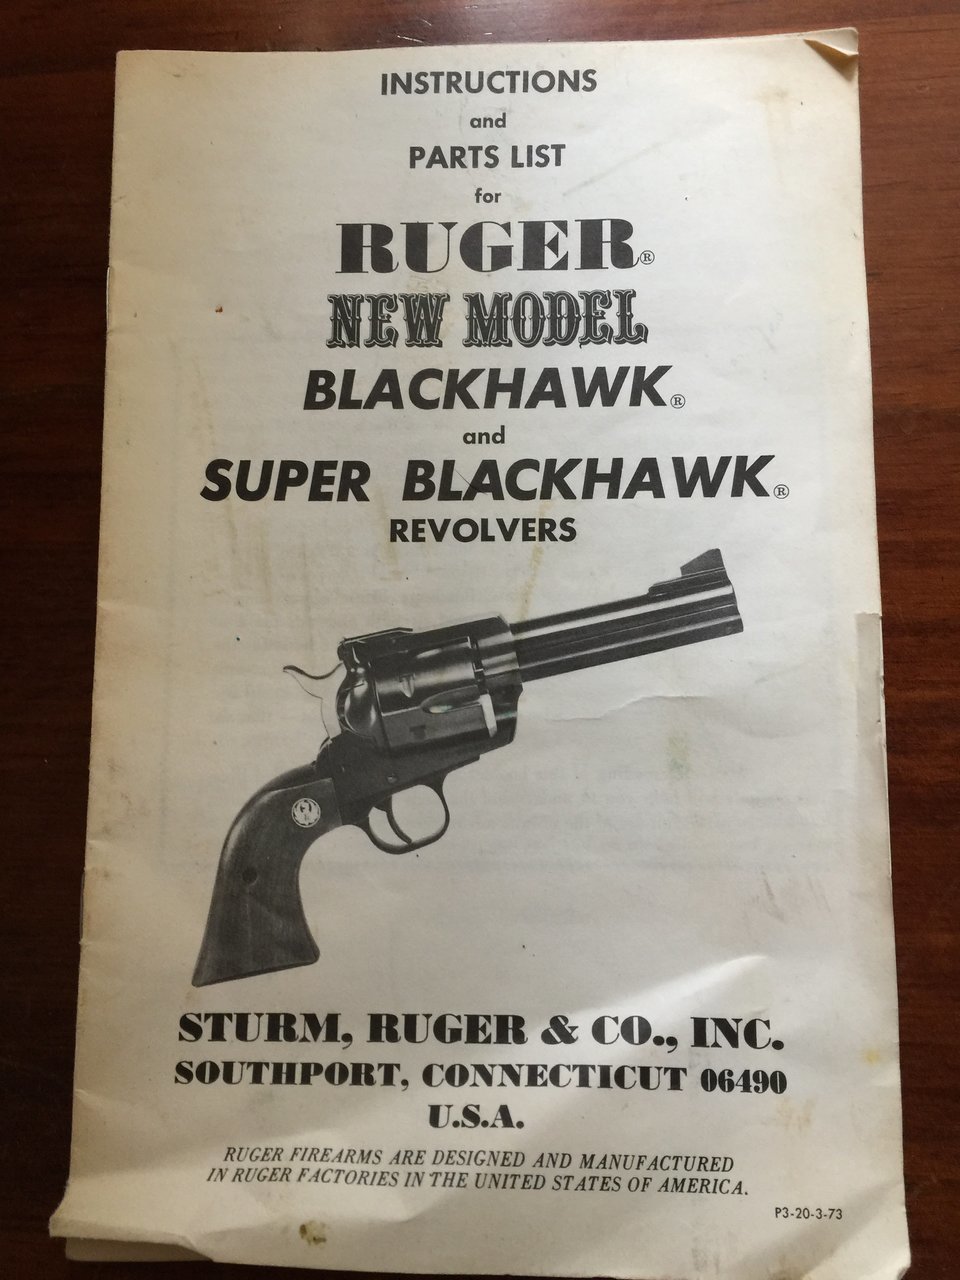 INSTRUCTIONS
and
PARTS LIST
for
RUGER®
NEW MODEL
BLACKHAWK®
and
SUPER BLACKHAWK®
REVOLVERS
STURM, RUGER & CO., INC.
SOUTHPORT, CONNECTICUT 06490
U.S.A.
RUGER FIREARMS ARE DESIGNED AND MANUFACTURED
IN RUGER FACTORIES IN THE UNITED STATES OF AMERICA.
P3-20-3-73